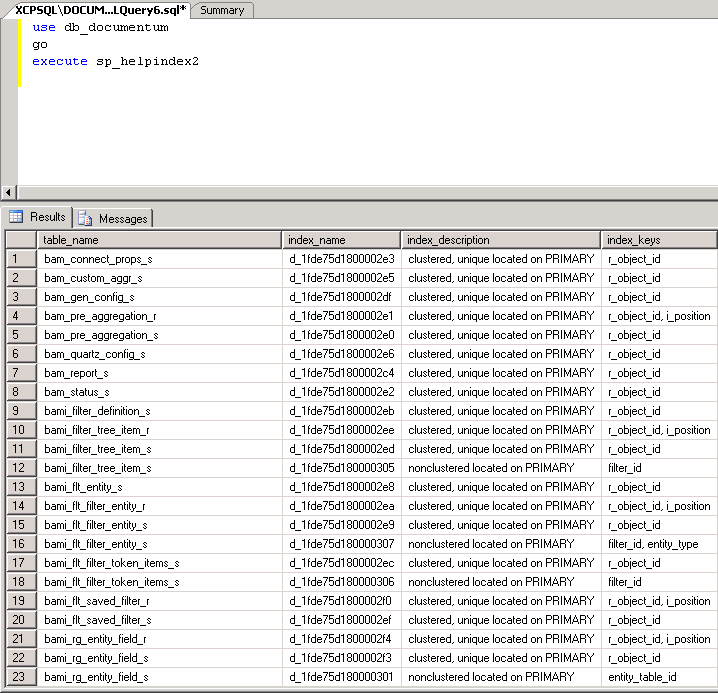 XCPSQL\DOCUM...LQuery6.sql* Summary
use db_documentum
go
execute sp_helpindex2
Results Messages
table_name index_name index_description index_keys
1 bam_connect_props_s d_1fde75d1800002e3 clustered, unique located on PRIMARY r_object_id
2 bam_custom_aggr_s d_1fde75d1800002e5 clustered, unique located on PRIMARY r_object_id
3 bam_gen_config_s d_1fde75d1800002df clustered, unique located on PRIMARY r_object_id
4 bam_pre_aggregation_r d_1fde75d1800002e1 clustered, unique located on PRIMARY r_object_id, i_position
5 bam_pre_aggregation_s d_1fde75d1800002e0 clustered, unique located on PRIMARY r_object_id
6 bam_quartz_config_s d_1fde75d1800002e6 clustered, unique located on PRIMARY r_object_id
7 bam_report_s d_1fde75d1800002c4 clustered, unique located on PRIMARY r_object_id
8 bam_status_s d_1fde75d1800002e2 clustered, unique located on PRIMARY r_object_id
9 bami_filter_definition_s d_1fde75d1800002eb clustered, unique located on PRIMARY r_object_id
10 bami_filter_tree_item_r d_1fde75d1800002ee clustered, unique located on PRIMARY r_object_id, i_position
11 bami_filter_tree_item_s d_1fde75d1800002ed clustered, unique located on PRIMARY r_object_id
12 bami_filter_tree_item_s d_1fde75d180000305 nonclustered located on PRIMARY filter_id
13 bami_flt_entity_s d_1fde75d1800002e8 clustered, unique located on PRIMARY r_object_id
14 bami_flt_filter_entity_r d_1fde75d1800002ea clustered, unique located on PRIMARY r_object_id, i_position
15 bami_flt_filter_entity_s d_1fde75d1800002e9 clustered, unique located on PRIMARY r_object_id
16 bami_flt_filter_entity_s d_1fde75d180000307 nonclustered located on PRIMARY filter_id, entity_type
17 bami_flt_filter_token_items_s d_1fde75d1800002ec clustered, unique located on PRIMARY r_object_id
18 bami_flt_filter_token_items_s d_1fde75d180000306 nonclustered located on PRIMARY filter_id
19 bami_flt_saved_filter_r d_1fde75d1800002f0 clustered, unique located on PRIMARY r_object_id, i_position
20 bami_flt_saved_filter_s d_1fde75d1800002ef clustered, unique located on PRIMARY r_object_id
21 bami_rg_entity_field_r d_1fde75d1800002f4 clustered, unique located on PRIMARY r_object_id, i_position
22 bami_rg_entity_field_s d_1fde75d1800002f3 clustered, unique located on PRIMARY r_object_id
23 bami_rg_entity_field_s d_1fde75d180000301 nonclustered located on PRIMARY entity_table_id